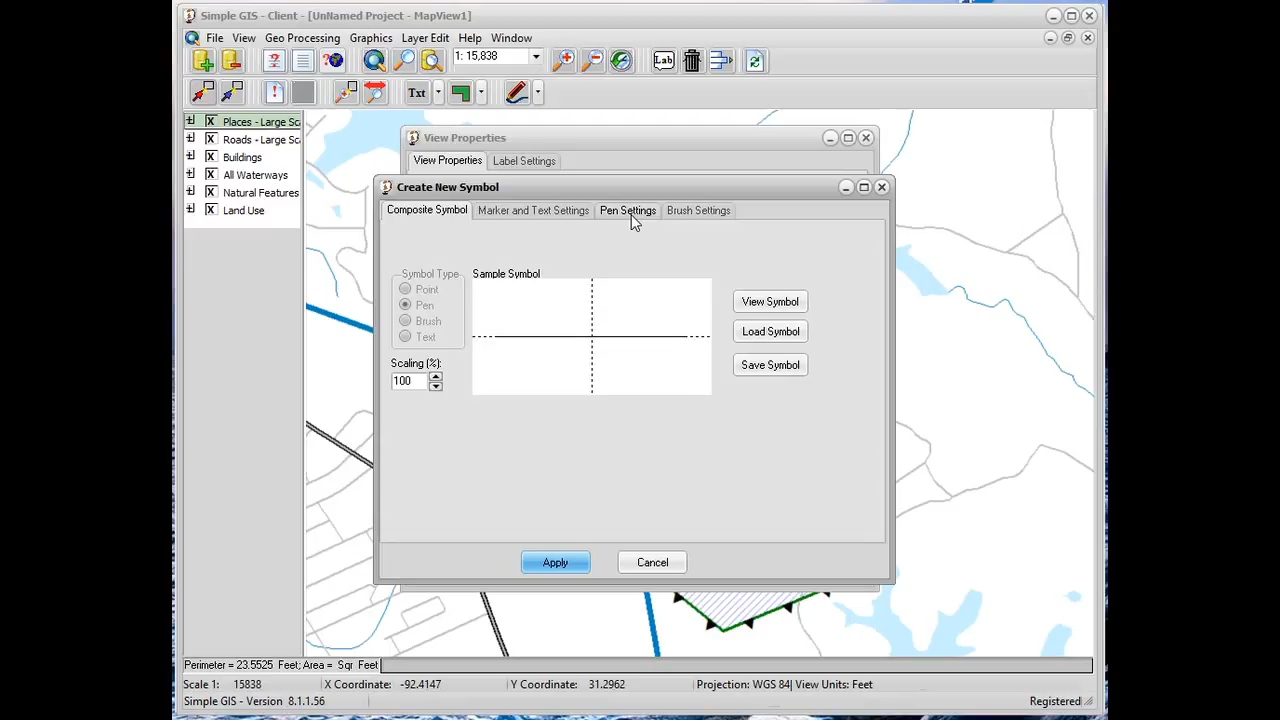 Simple GIS - Client - [UnNamed Project - MapView1]
File View Geo Processing Graphics Layer Edit Help Window
1: 15,838
Lab
Txt
Places - Large Sc
Roads - Large Sc
Buildings
All Waterways
Natural Features
Land Use
View Properties
View Properties Label Settings
Create New Symbol
Composite Symbol Marker and Text Settings Pen Settings Brush Settings
Symbol Type
Point
Pen
Brush
Text
Scaling (%):
100
Sample Symbol
View Symbol
Load Symbol
Save Symbol
Apply Cancel
Perimeter = 23.5525 Feet; Area = Sqr Feet
Scale 1: 15838 X Coordinate: -92.4147 Y Coordinate: 31.2962 Projection: WGS 84| View Units: Feet
Simple GIS - Version 8.1.1.56 Registered